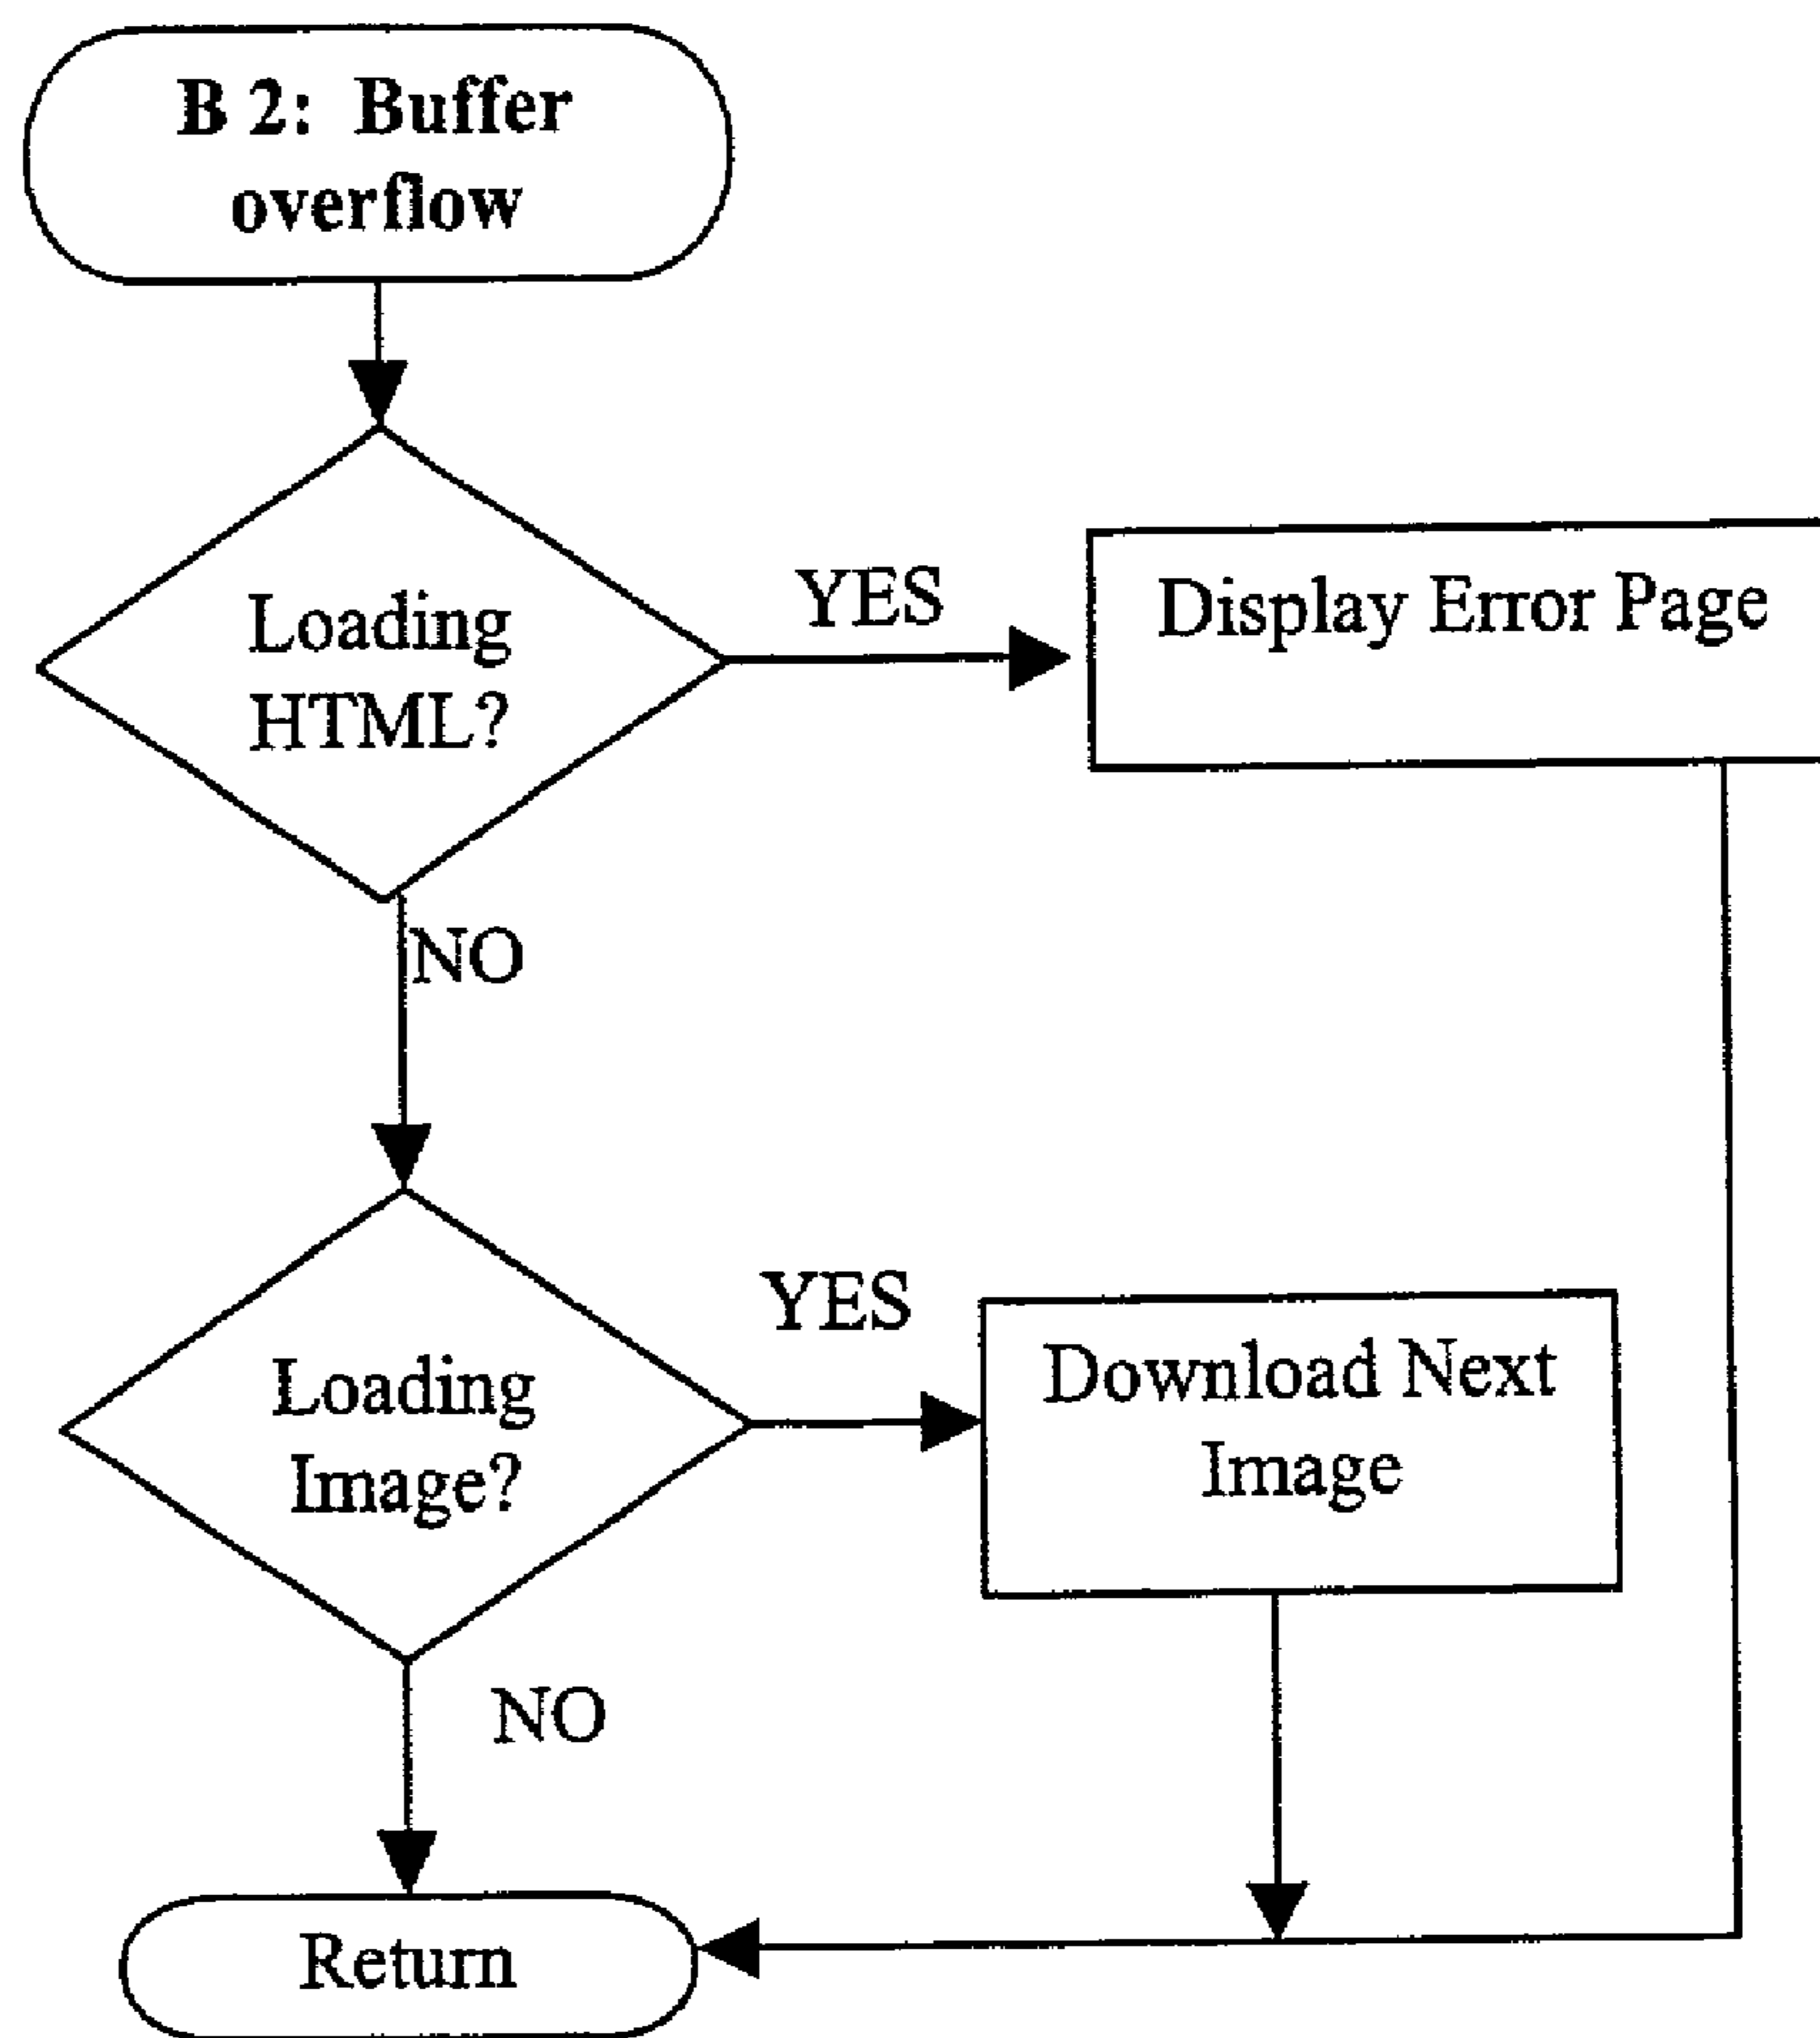 B 2: Buffer
overflow
Loading
HTML?
YES
Display Error Page
NO
Loading
Image?
YES
Download Next
Image
NO
Return